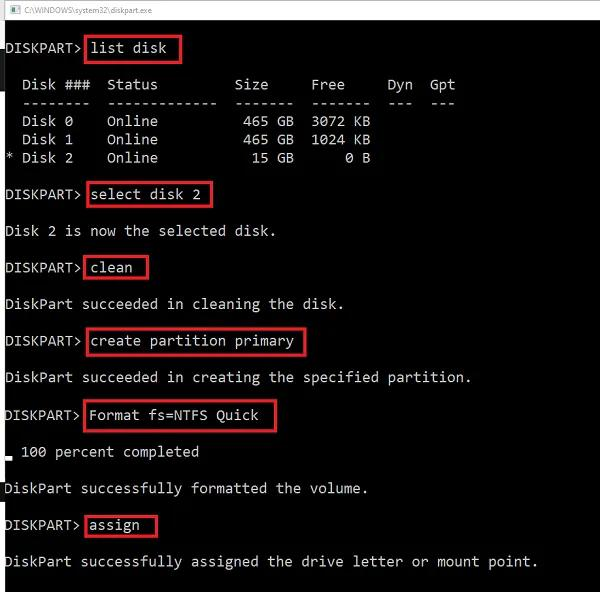 C:\WINDOWS\system32\diskpart.exe
DISKPART> list disk
Disk ### Status Size Free Dyn Gpt
-------- ------------- ------- ------- --- ---
Disk 0 Online 465 GB 3072 KB
Disk 1 Online 465 GB 1024 KB
* Disk 2 Online 15 GB 0 B
DISKPART> select disk 2
Disk 2 is now the selected disk.
DISKPART> clean
DiskPart succeeded in cleaning the disk.
DISKPART> create partition primary
DiskPart succeeded in creating the specified partition.
DISKPART> Format fs=NTFS Quick
100 percent completed
DiskPart successfully formatted the volume.
DISKPART> assign
DiskPart successfully assigned the drive letter or mount point.